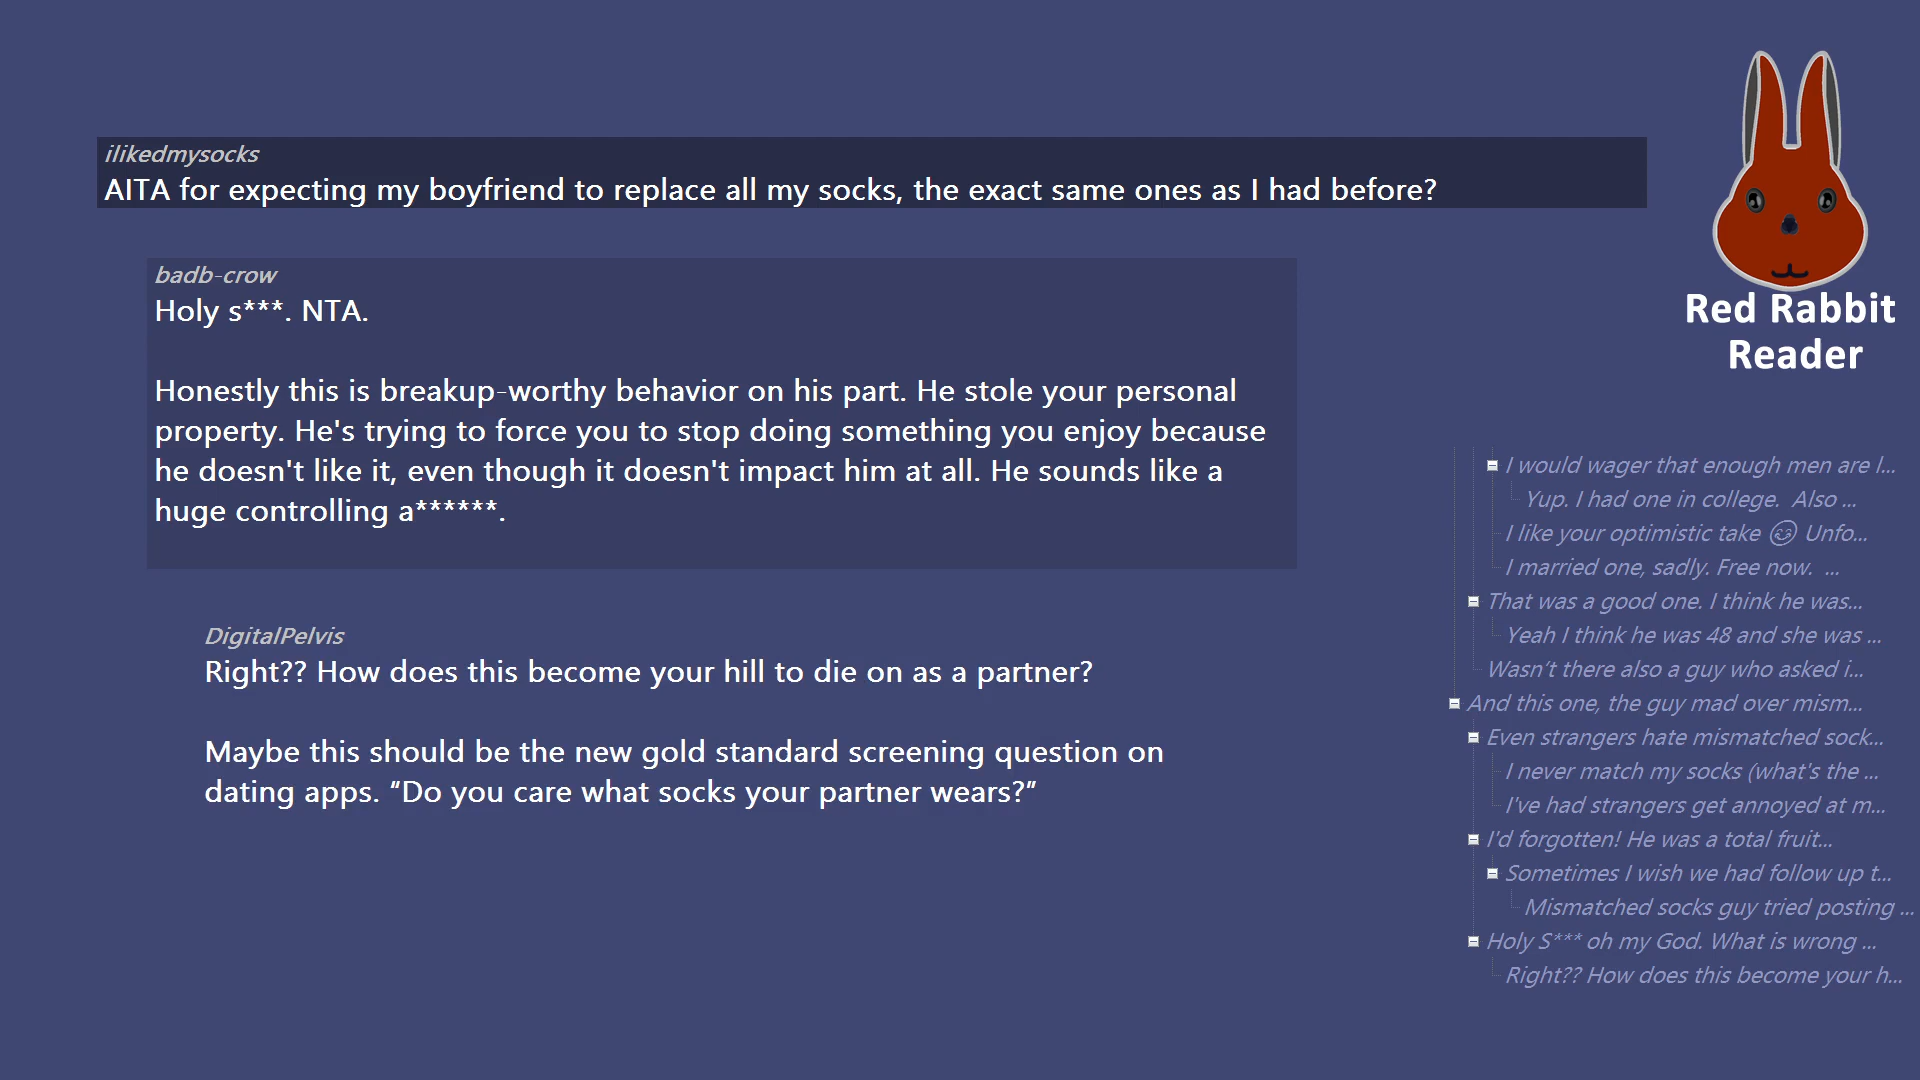 ilikedmysocks
AITA for expecting my boyfriend to replace all my socks, the exact same ones as I had before?
badb-crow
Holy s***. NTA.
Honestly this is breakup-worthy behavior on his part. He stole your personal
property. He's trying to force you to stop doing something you enjoy because
he doesn't like it, even though it doesn't impact him at all. He sounds like a
huge controlling a******.
DigitalPelvis
Right?? How does this become your hill to die on as a partner?
Maybe this should be the new gold standard screening question on
dating apps. “Do you care what socks your partner wears?”
Red Rabbit
Reader
I would wager that enough men are l...
Yup. I had one in college.  Also ...
I like your optimistic take 😊 Unfo...
I married one, sadly. Free now.  ...
That was a good one. I think he was...
Yeah I think he was 48 and she was ...
Wasn’t there also a guy who asked i...
And this one, the guy mad over mism...
Even strangers hate mismatched sock...
I never match my socks (what's the ...
I've had strangers get annoyed at m...
I'd forgotten! He was a total fruit...
Sometimes I wish we had follow up t...
Mismatched socks guy tried posting ...
Holy S*** oh my God. What is wrong ...
Right?? How does this become your h...